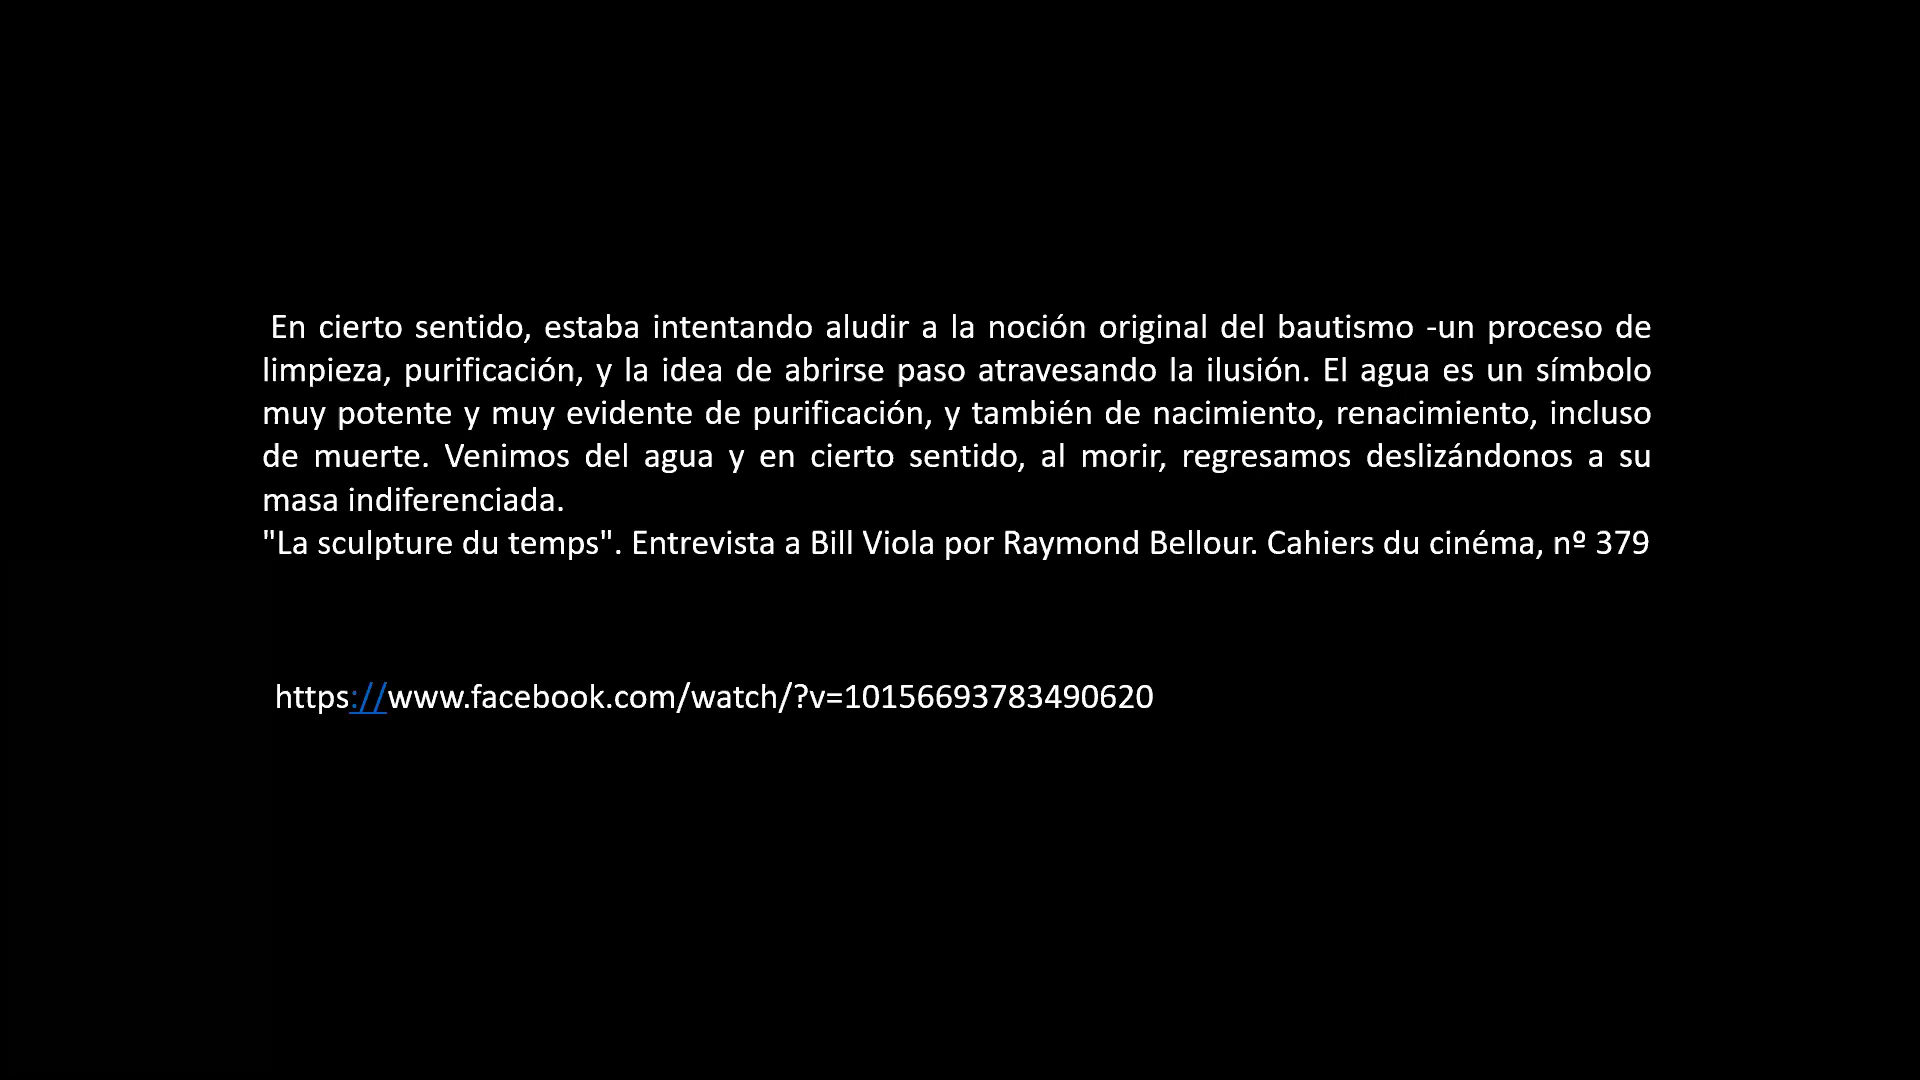 En cierto sentido, estaba intentando aludir a la noción original del bautismo -un proceso de
limpieza, purificación, y la idea de abrirse paso atravesando la ilusión. El agua es un símbolo
muy potente y muy evidente de purificación, y también de nacimiento, renacimiento, incluso
de muerte. Venimos del agua y en cierto sentido, al morir, regresamos deslizándonos a su
masa indiferenciada.
"La sculpture du temps". Entrevista a Bill Viola por Raymond Bellour. Cahiers du cinéma, nº 379
https://www.facebook.com/watch/?v=10156693783490620